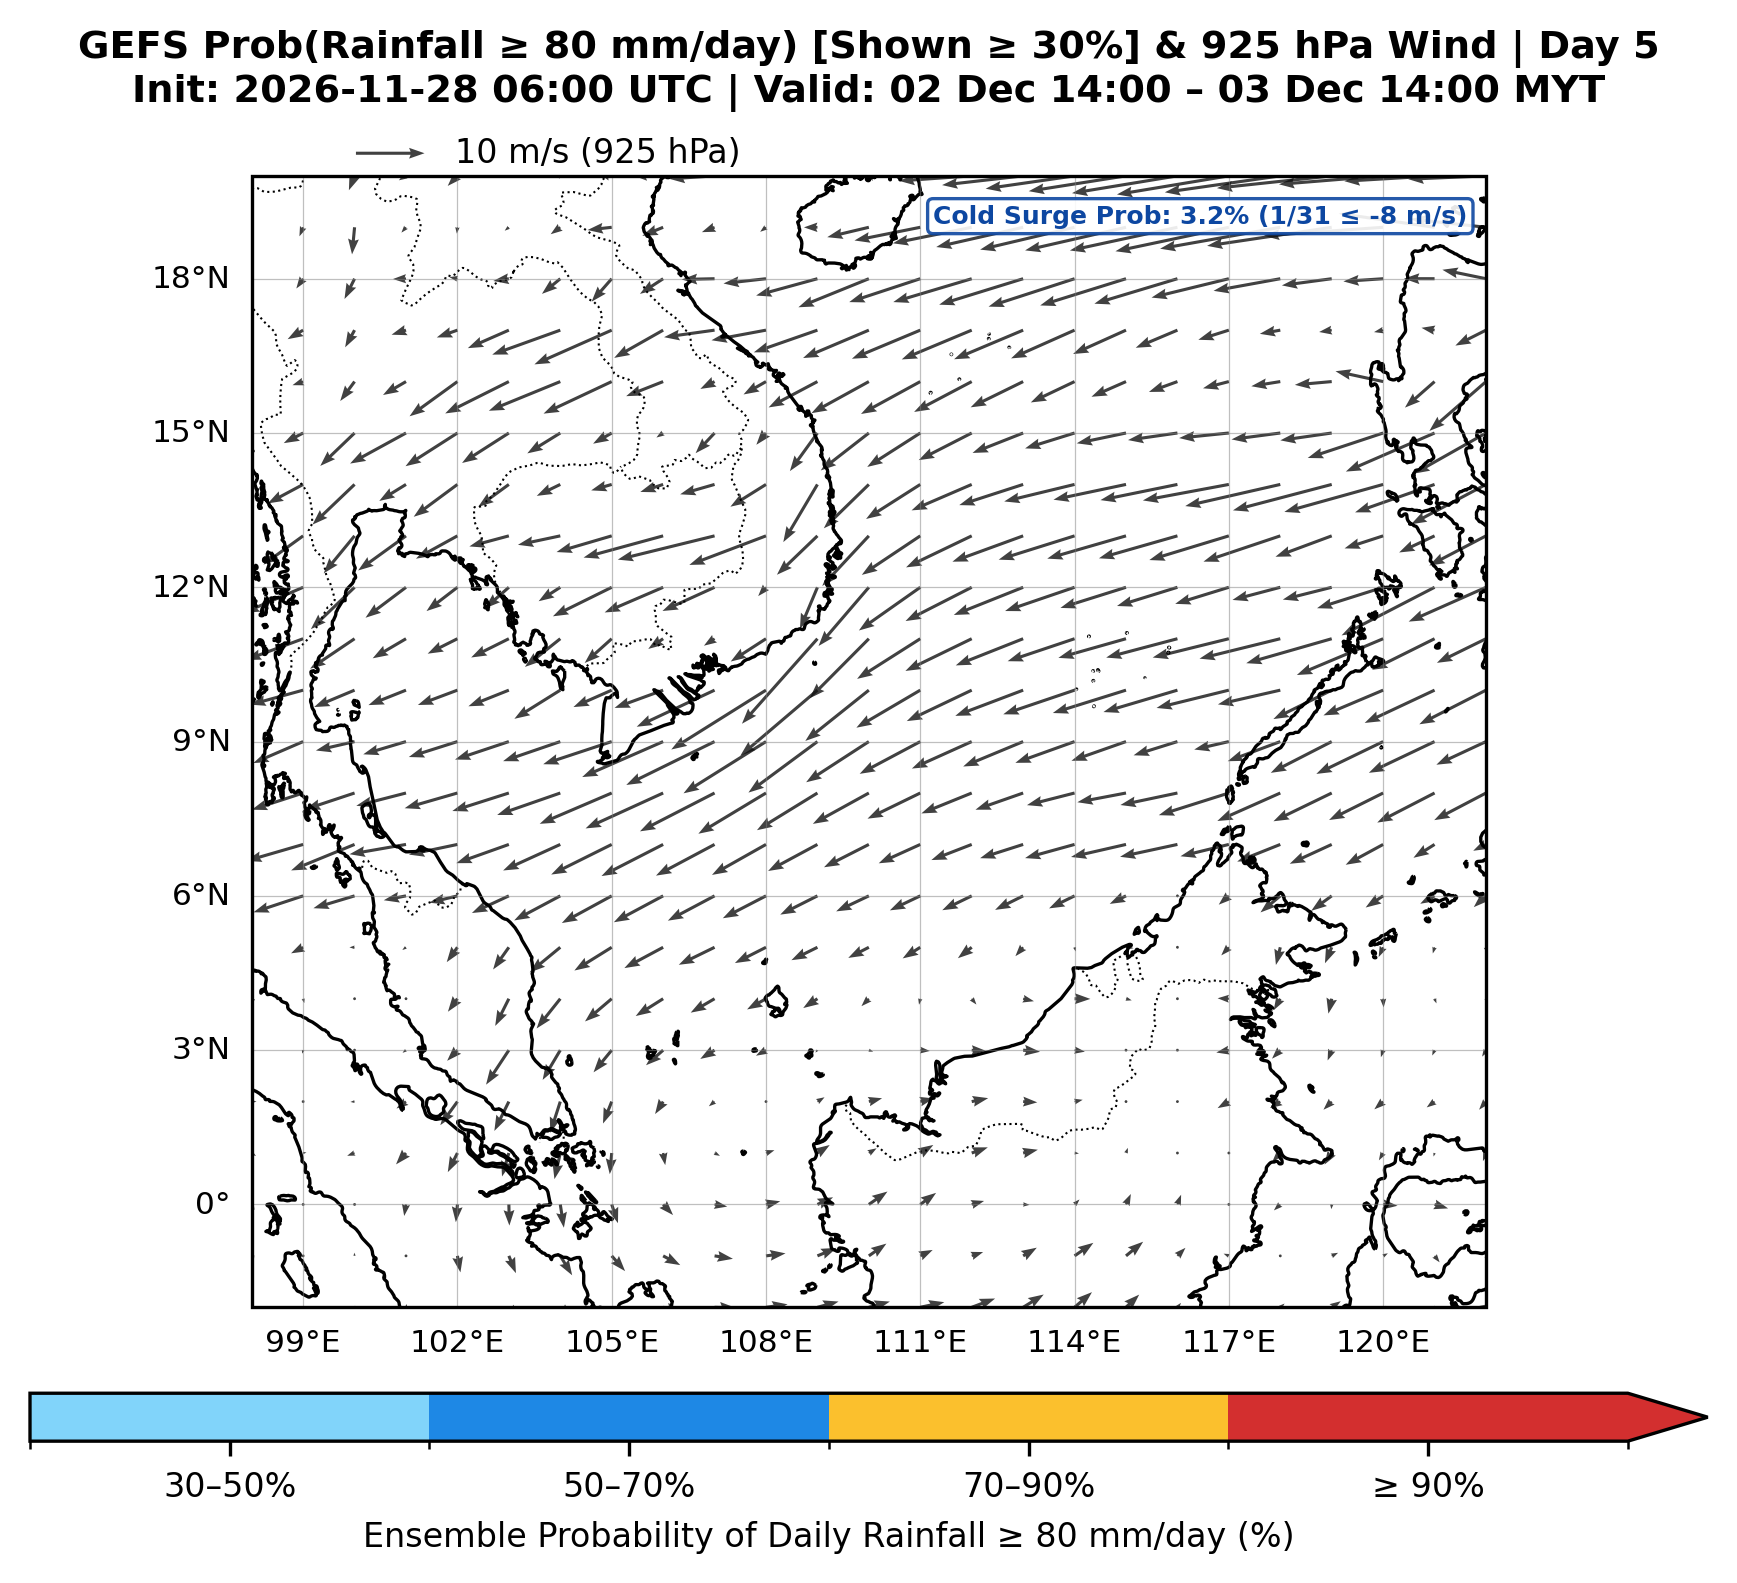 GEFS Prob(Rainfall ≥ 80 mm/day) [Shown ≥ 30%] & 925 hPa Wind | Day 5
Init: 2026-11-28 06:00 UTC | Valid: 02 Dec 14:00 – 03 Dec 14:00 MYT
10 m/s (925 hPa)
Cold Surge Prob: 3.2% (1/31 ≤ -8 m/s)
18°N
15°N
12°N
9°N
6°N
3°N
0°
99°E 102°E 105°E 108°E 111°E 114°E 117°E 120°E
30–50% 50–70% 70–90% ≥ 90%
Ensemble Probability of Daily Rainfall ≥ 80 mm/day (%)